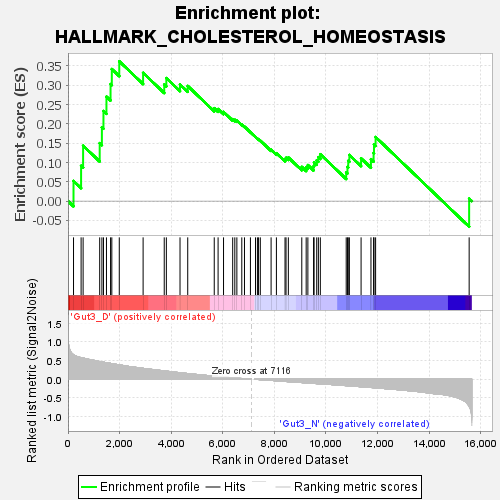 Enrichment plot:
HALLMARK_CHOLESTEROL_HOMEOSTASIS
Enrichment score (ES)
0.35
0.30
0.25
0.20
0.15
0.10
0.05
0.00
-0.05
'Gut3_D' (positively correlated)
Ranked list metric (Signal2Noise)
1.5
1.0
0.5
0.0
-0.5
-1.0
Zero cross at 7116
'Gut3_N' (negatively correlated)
0
2,000
4,000
6,000
8,000
10,000
12,000
14,000
16,000
Rank in Ordered Dataset
Enrichment profile
Hits
Ranking metric scores